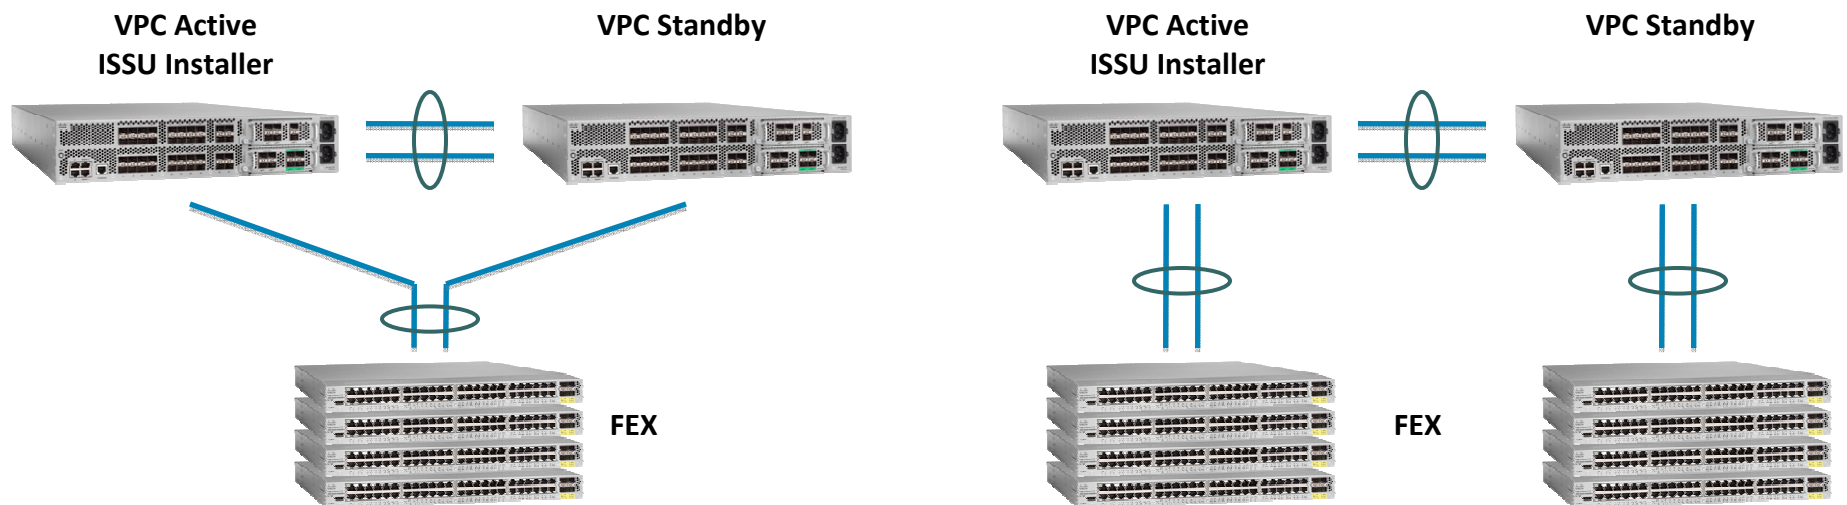 VPC Active
ISSU Installer
VPC Standby
VPC Active
ISSU Installer
VPC Standby
FEX
FEX